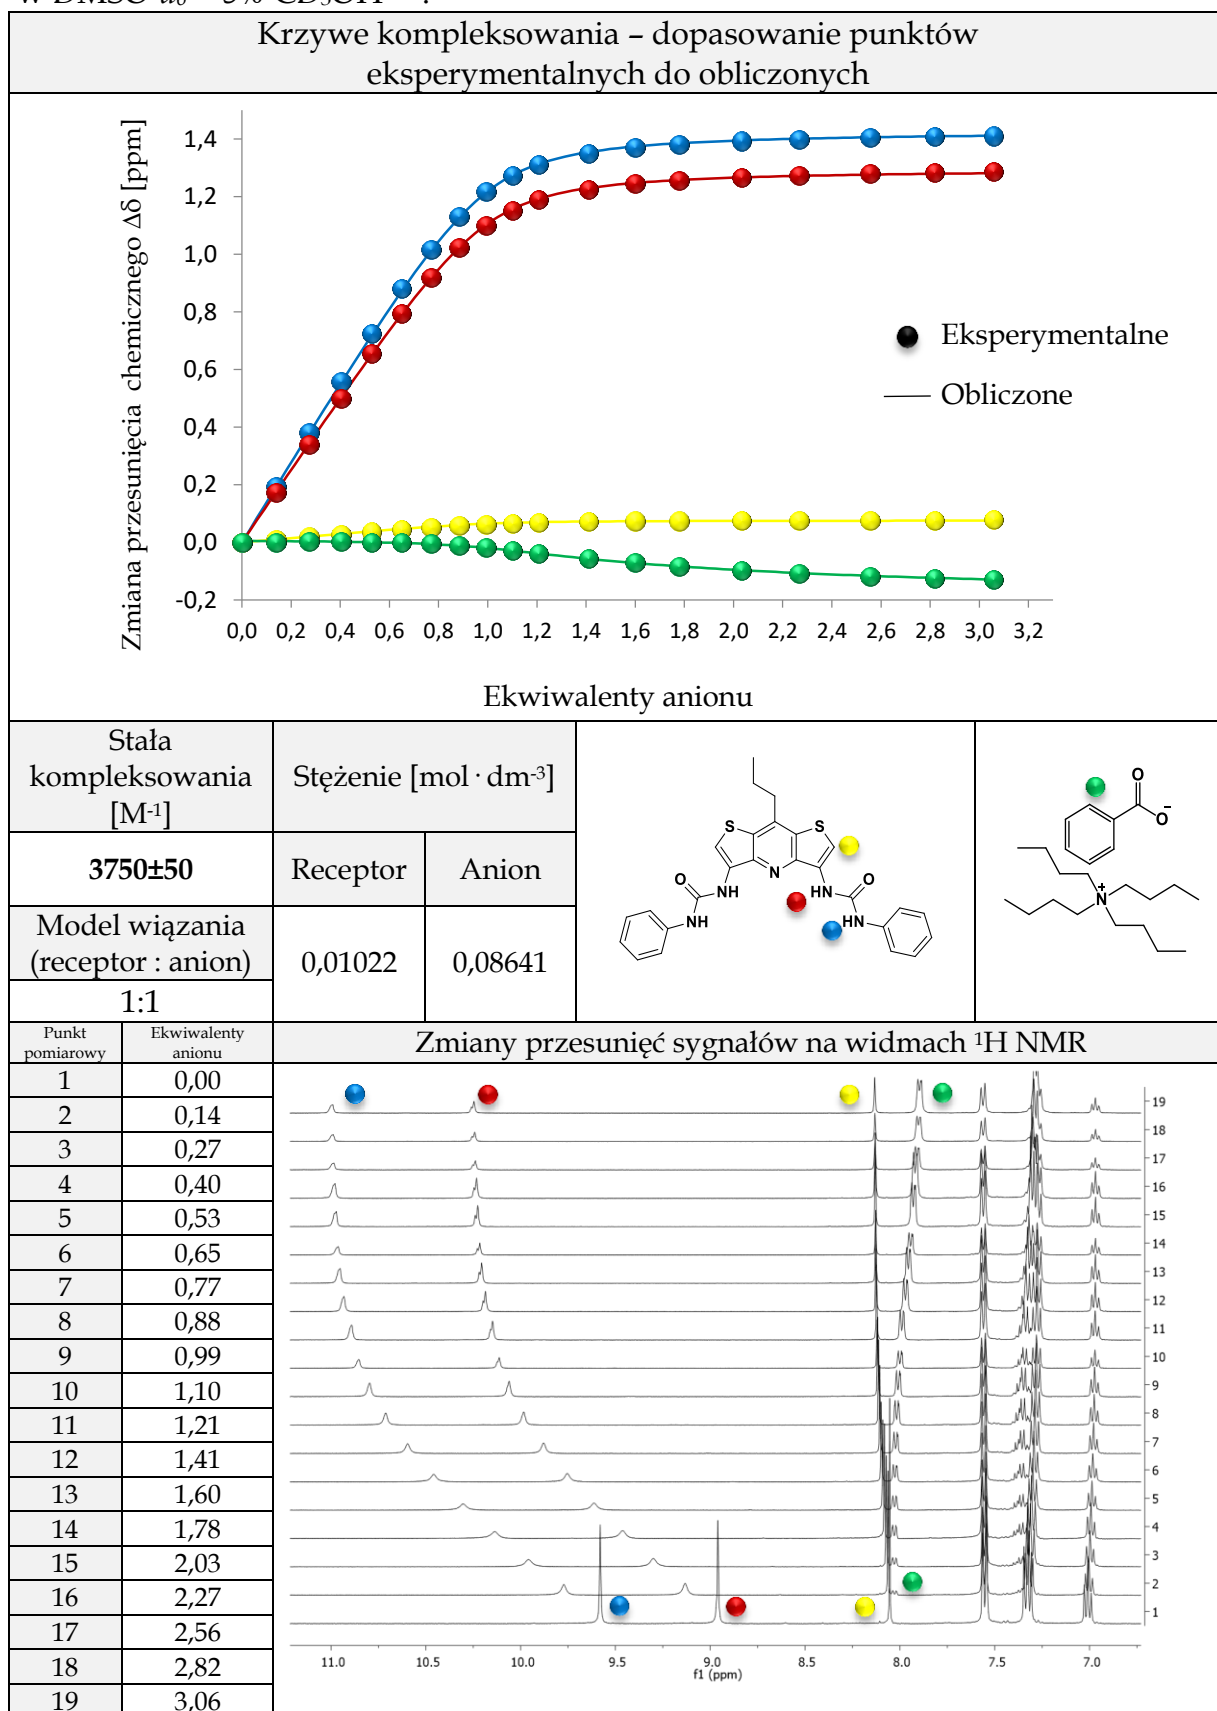 w DMSO-d6 + 5% CD3OH
Krzywe kompleksowania – dopasowanie punktów
eksperymentalnych do obliczonych
Zmiana przesunięcia chemicznego Δδ [ppm]
1,4
1,2
1,0
0,8
0,6
0,4
0,2
0,0
-0,2
Eksperymentalne
Obliczone
0,0 0,2 0,4 0,6 0,8 1,0 1,2 1,4 1,6 1,8 2,0 2,2 2,4 2,6 2,8 3,0 3,2
Ekwiwalenty anionu
Stała
kompleksowania
[M-1]
Stężenie [mol · dm-3]
3750±50
Receptor
Anion
Model wiązania
(receptor : anion)
0,01022
0,08641
1:1
S S
N
O NH NH O
NH HN
O
O−
N+
Punkt
pomiarowy
Ekwiwalenty
anionu
Zmiany przesunięć sygnałów na widmach 1H NMR
1 0,00
2 0,14
3 0,27
4 0,40
5 0,53
6 0,65
7 0,77
8 0,88
9 0,99
10 1,10
11 1,21
12 1,41
13 1,60
14 1,78
15 2,03
16 2,27
17 2,56
18 2,82
19 3,06
19
18
17
16
15
14
13
12
11
10
9
8
7
6
5
4
3
2
1
11.0 10.5 10.0 9.5 9.0 8.5 8.0 7.5 7.0
f1 (ppm)